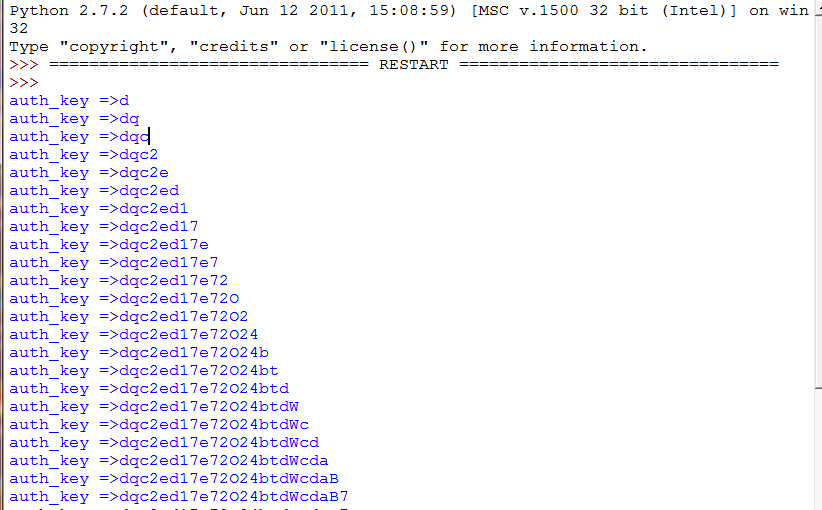 Python 2.7.2 (default, Jun 12 2011, 15:08:59) [MSC v.1500 32 bit (Intel)] on win
32
Type "copyright", "credits" or "license()" for more information.
>>> ================================ RESTART ================================
>>>
auth_key =>d
auth_key =>dq
auth_key =>dqc
auth_key =>dqc2
auth_key =>dqc2e
auth_key =>dqc2ed
auth_key =>dqc2ed1
auth_key =>dqc2ed17
auth_key =>dqc2ed17e
auth_key =>dqc2ed17e7
auth_key =>dqc2ed17e72
auth_key =>dqc2ed17e72O
auth_key =>dqc2ed17e72O2
auth_key =>dqc2ed17e72O24
auth_key =>dqc2ed17e72O24b
auth_key =>dqc2ed17e72O24bt
auth_key =>dqc2ed17e72O24btd
auth_key =>dqc2ed17e72O24btdW
auth_key =>dqc2ed17e72O24btdWc
auth_key =>dqc2ed17e72O24btdWcd
auth_key =>dqc2ed17e72O24btdWcda
auth_key =>dqc2ed17e72O24btdWcdaB
auth_key =>dqc2ed17e72O24btdWcdaB7